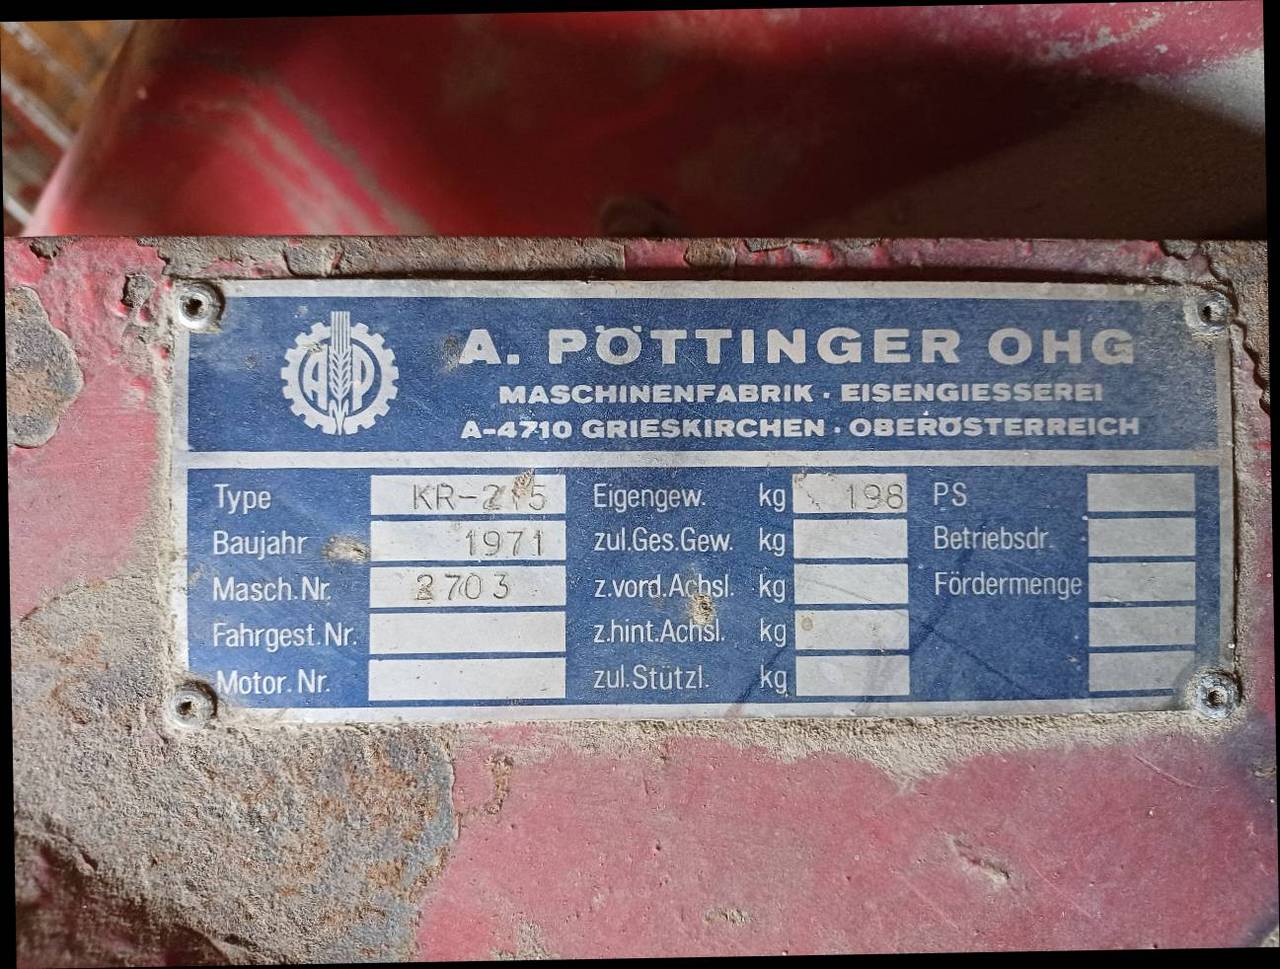 AP
A. PÖTTINGER OHG
MASCHINENFABRIK · EISENGIESSEREI
A-4710 GRIESKIRCHEN · OBERÖSTERREICH
Type KR-215 Eigengew. kg 198 PS
Baujahr 1971 zul.Ges.Gew. kg Betriebsdr.
Masch.Nr. 2703 z.vord.Achsl. kg Fördermenge
Fahrgest.Nr. z.hint.Achsl. kg
Motor.Nr. zul.Stützl. kg